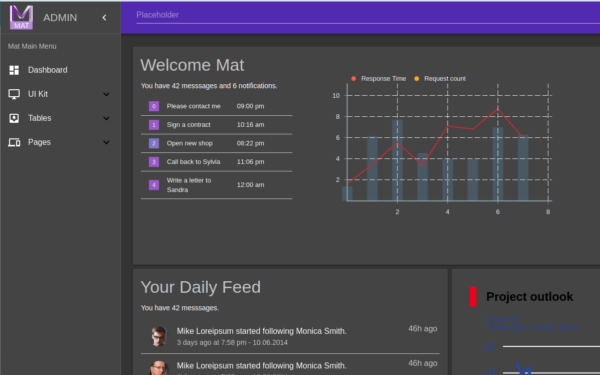 MAT
ADMIN
Placeholder
Mat Main Menu
Dashboard
UI Kit
Tables
Pages
Welcome Mat
You have 42 messsages and 6 notifications.
0 Please contact me 09:00 pm
1 Sign a contract 10:16 am
2 Open new shop 08:22 pm
3 Call back to Sylvia 11:06 pm
4 Write a letter to
Sandra 12:00 am
Response Time Request count
10
8
6
4
2
2 4 6 8
Your Daily Feed
You have 42 messsages.
Mike Loreipsum started following Monica Smith. 46h ago
3 days ago at 7:58 pm - 10.06.2014
Mike Loreipsum started following Monica Smith. 46h ago
Project outlook